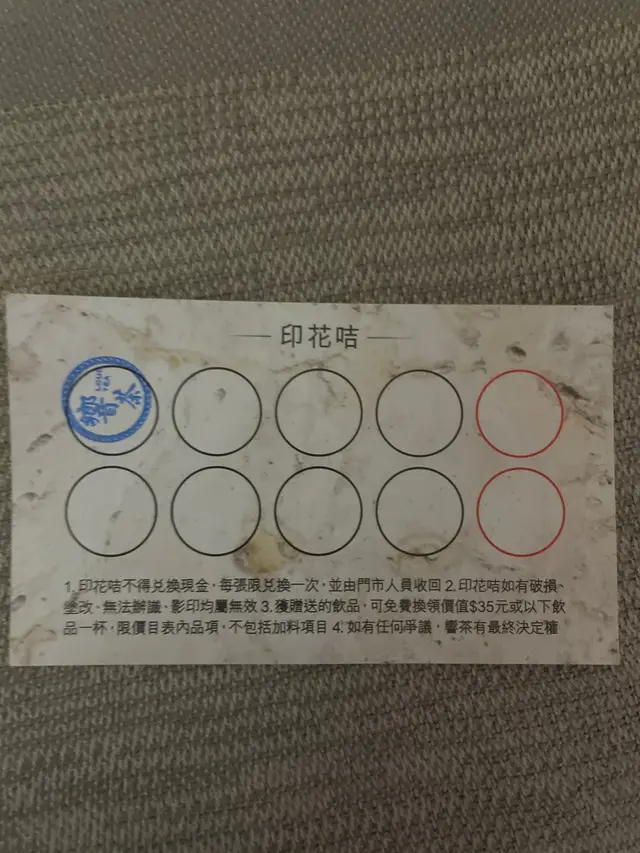 印花咭
響茶
1. 印花咭不得兌換現金，每張限兌換一次，並由門市人員收回 2. 印花咭如有破損、
塗改、無法辨識、影印均屬無效 3. 獲贈送的飲品，可免費換領價值$35元或以下飲
品一杯，限價目表內品項，不包括加料項目 4. 如有任何爭議，響茶有最終決定權